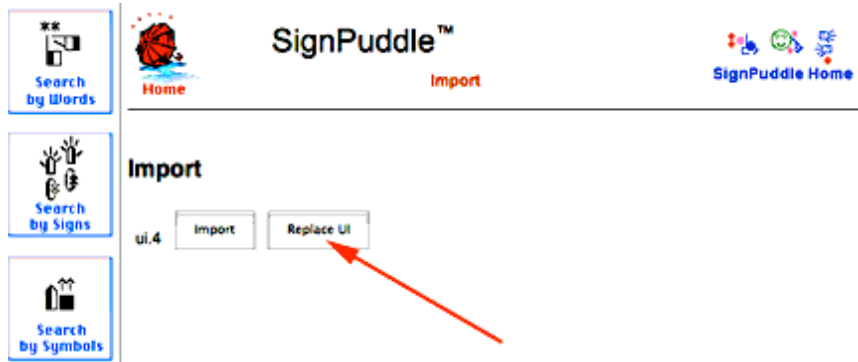 **
Search
by Words
Home
SignPuddle™
Import
SignPuddle Home
Search
by Signs
Import
ui.4
Import
Replace UI
Search
by Symbols